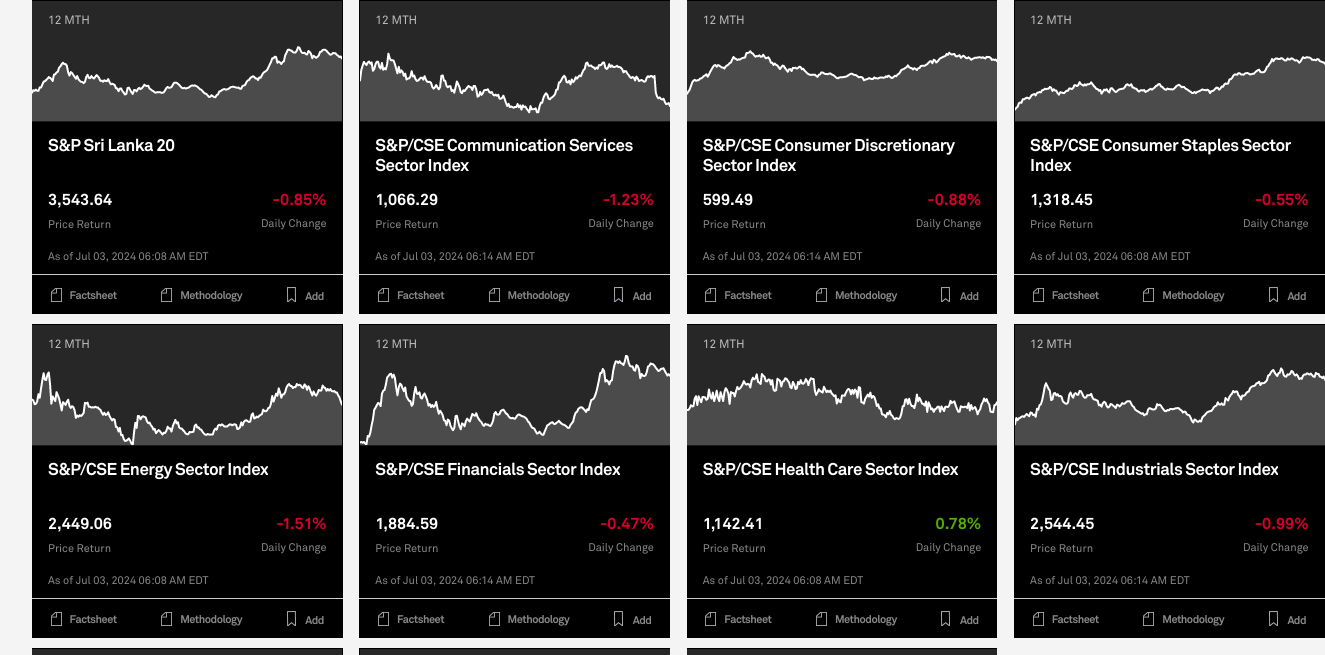 12 MTH
12 MTH
12 MTH
12 MTH
S&P Sri Lanka 20
S&P/CSE Communication Services
Sector Index
S&P/CSE Consumer Discretionary
Sector Index
S&P/CSE Consumer Staples Sector
Index
3,543.64 -0.85%
Price Return Daily Change
1,066.29 -1.23%
Price Return Daily Change
599.49 -0.88%
Price Return Daily Change
1,318.45 -0.55%
Price Return Daily Change
As of Jul 03, 2024 06:08 AM EDT
As of Jul 03, 2024 06:14 AM EDT
As of Jul 03, 2024 06:14 AM EDT
As of Jul 03, 2024 06:08 AM EDT
Factsheet Methodology Add
Factsheet Methodology Add
Factsheet Methodology Add
Factsheet Methodology Add
12 MTH
12 MTH
12 MTH
12 MTH
S&P/CSE Energy Sector Index
S&P/CSE Financials Sector Index
S&P/CSE Health Care Sector Index
S&P/CSE Industrials Sector Index
2,449.06 -1.51%
Price Return Daily Change
1,884.59 -0.47%
Price Return Daily Change
1,142.41 0.78%
Price Return Daily Change
2,544.45 -0.99%
Price Return Daily Change
As of Jul 03, 2024 06:08 AM EDT
As of Jul 03, 2024 06:14 AM EDT
As of Jul 03, 2024 06:08 AM EDT
As of Jul 03, 2024 06:14 AM EDT
Factsheet Methodology Add
Factsheet Methodology Add
Factsheet Methodology Add
Factsheet Methodology Add